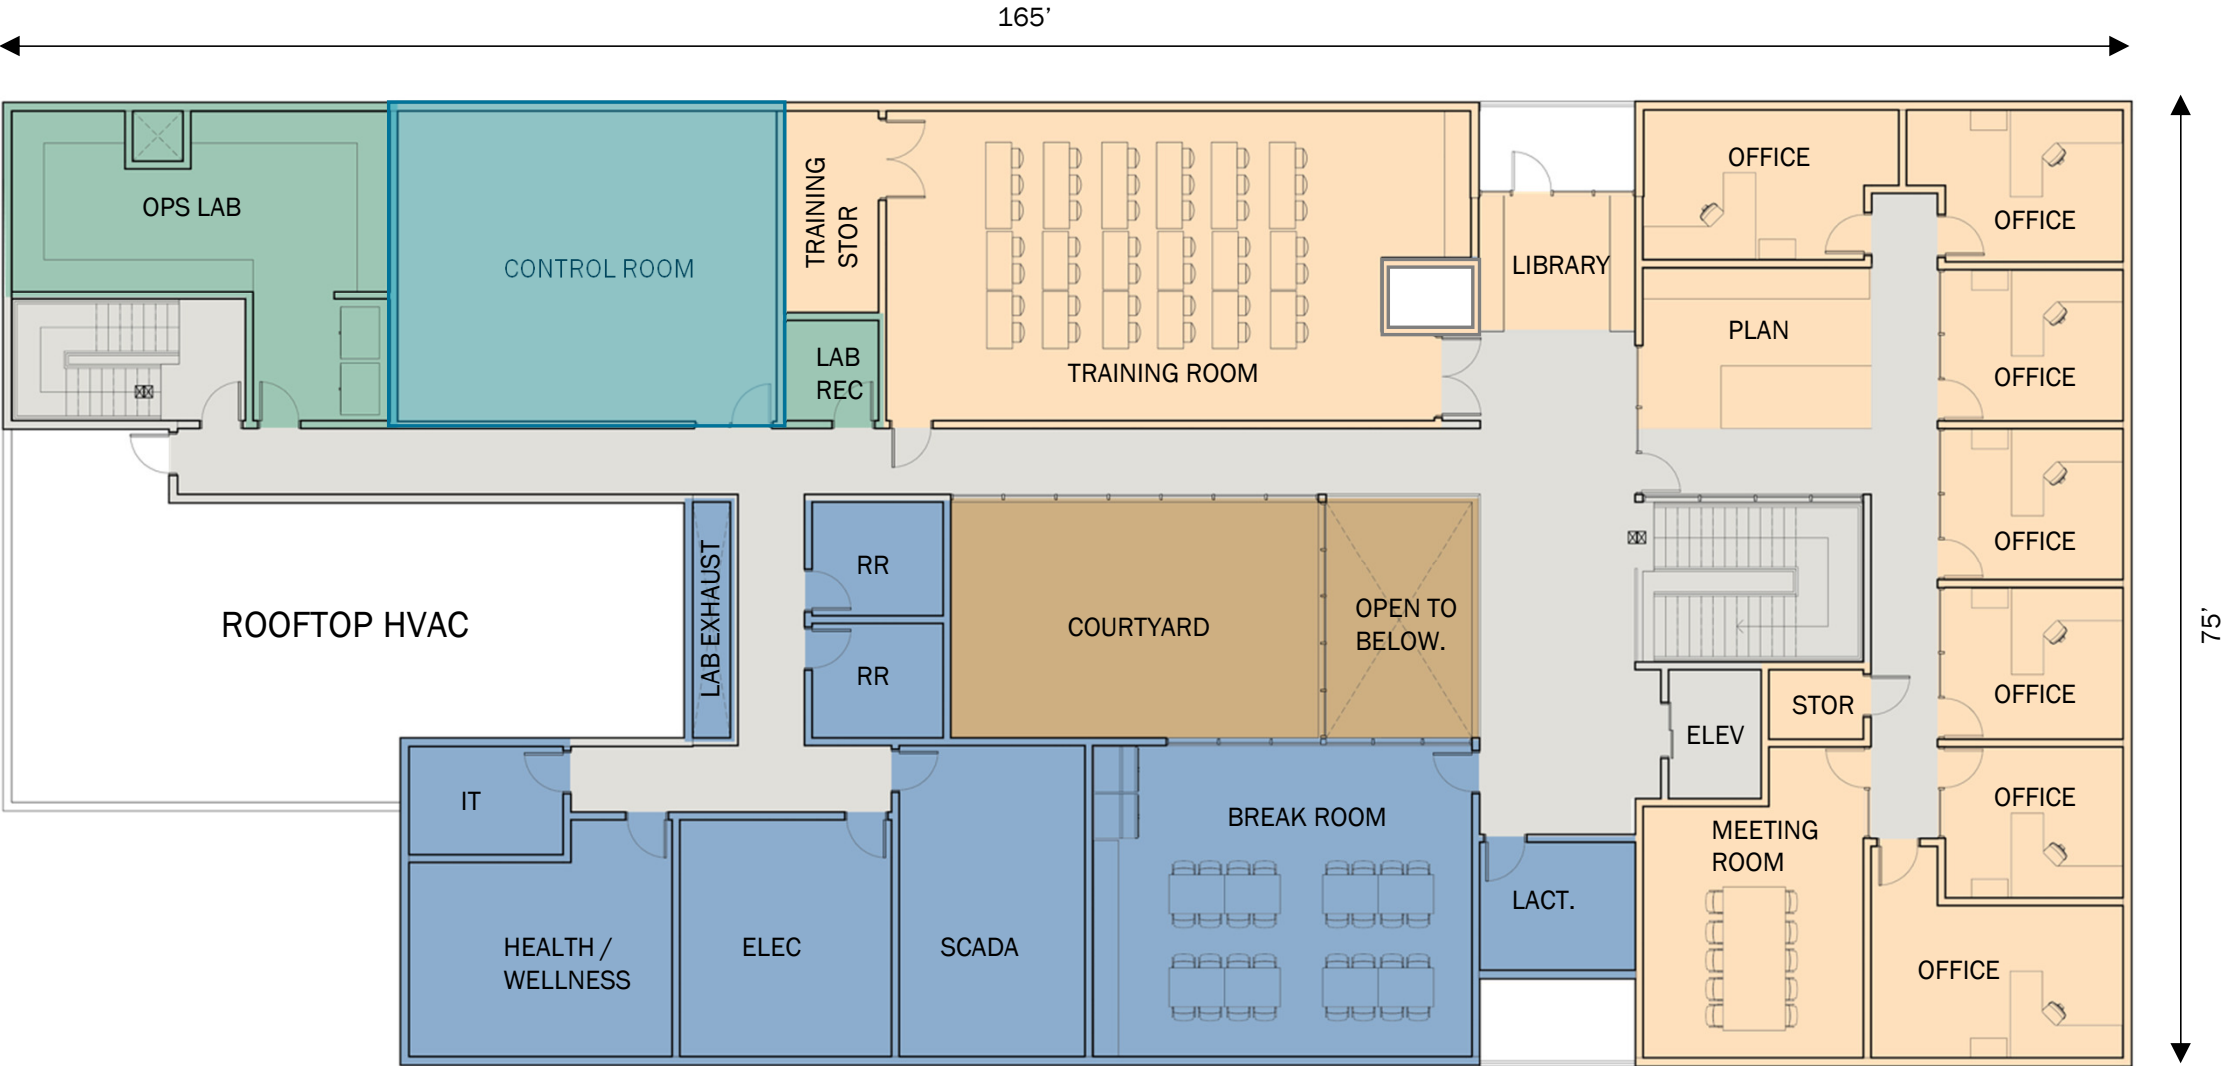 165’
OPS LAB
CONTROL ROOM
TRAINING
STOR
LAB
REC
TRAINING ROOM
LIBRARY
OFFICE
OFFICE
PLAN
OFFICE
OFFICE
OFFICE
OFFICE
OFFICE
75’
ROOFTOP HVAC
LAB EXHAUST
RR
RR
COURTYARD
OPEN TO
BELOW.
STOR
ELEV
IT
HEALTH /
WELLNESS
ELEC
SCADA
BREAK ROOM
LACT.
MEETING
ROOM